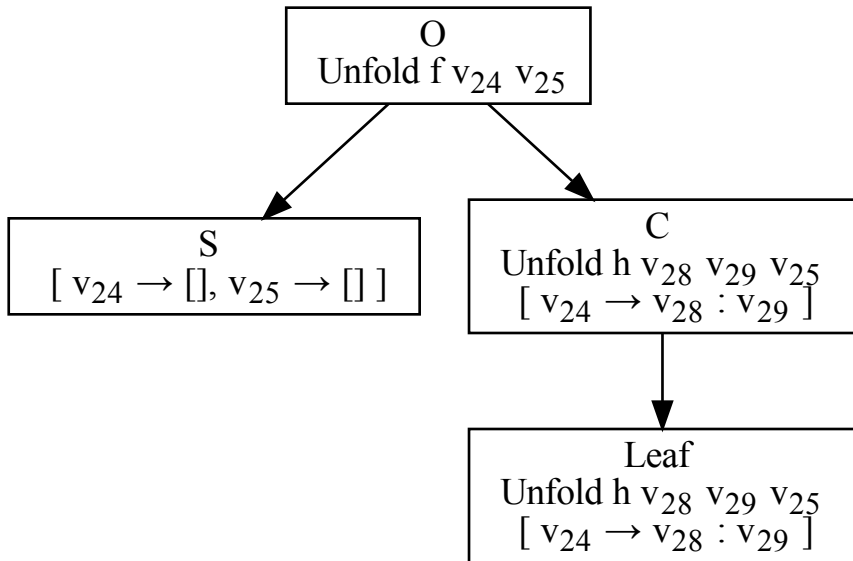 O
Unfold f v₂₄ v₂₅
S
[ v₂₄ → [], v₂₅ → [] ]
C
Unfold h v₂₈ v₂₉ v₂₅
[ v₂₄ → v₂₈ : v₂₉ ]
Leaf
Unfold h v₂₈ v₂₉ v₂₅
[ v₂₄ → v₂₈ : v₂₉ ]